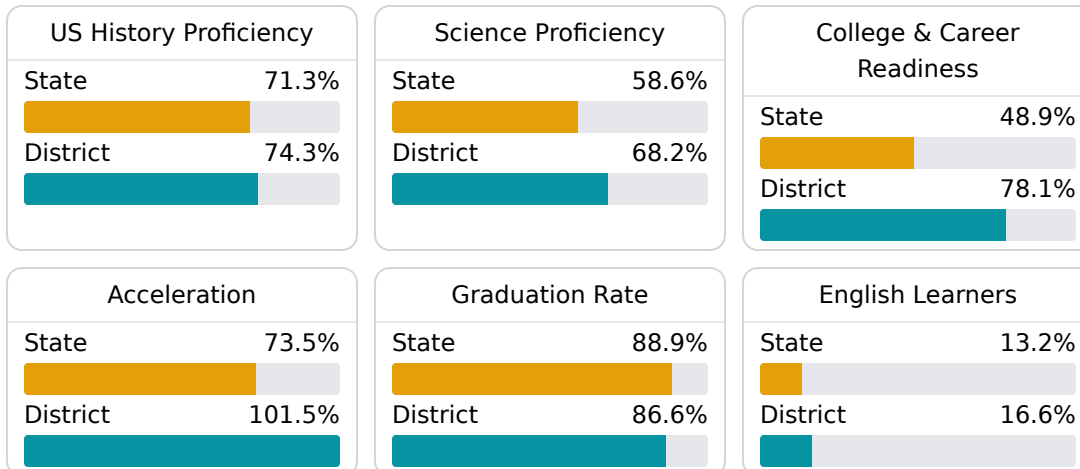 US History Proficiency
State 71.3%
District 74.3%
Science Proficiency
State 58.6%
District 68.2%
College & Career
Readiness
State 48.9%
District 78.1%
Acceleration
State 73.5%
District 101.5%
Graduation Rate
State 88.9%
District 86.6%
English Learners
State 13.2%
District 16.6%